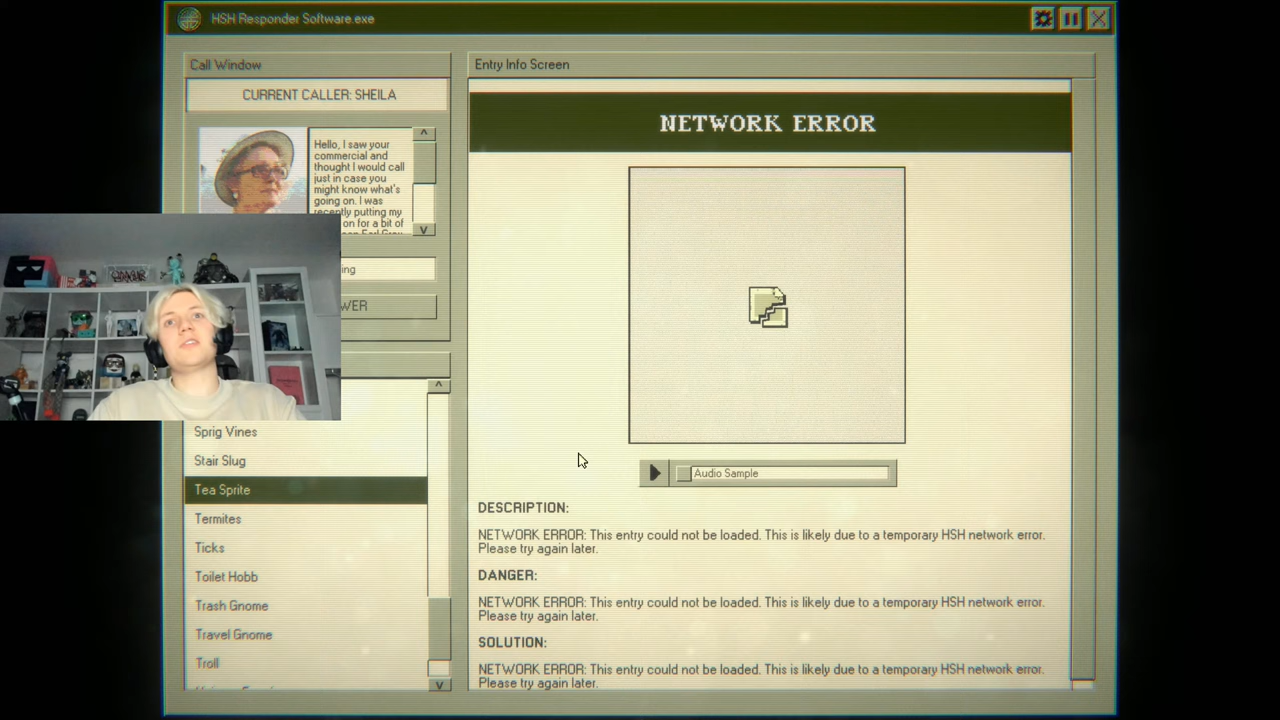 HSH Responder Software.exe
Call Window
CURRENT CALLER: SHEILA
Hello, I saw your
commercial and
thought I would call
just in case you
might know what's
going on. I was
recently putting my
on for a bit of
Sprig Vines
Stair Slug
Tea Sprite
Termites
Ticks
Toilet Hobb
Trash Gnome
Travel Gnome
Troll
Entry Info Screen
NETWORK ERROR
Audio Sample
DESCRIPTION:
NETWORK ERROR: This entry could not be loaded. This is likely due to a temporary HSH network error.
Please try again later.
DANGER:
NETWORK ERROR: This entry could not be loaded. This is likely due to a temporary HSH network error.
Please try again later.
SOLUTION:
NETWORK ERROR: This entry could not be loaded. This is likely due to a temporary HSH network error.
Please try again later.